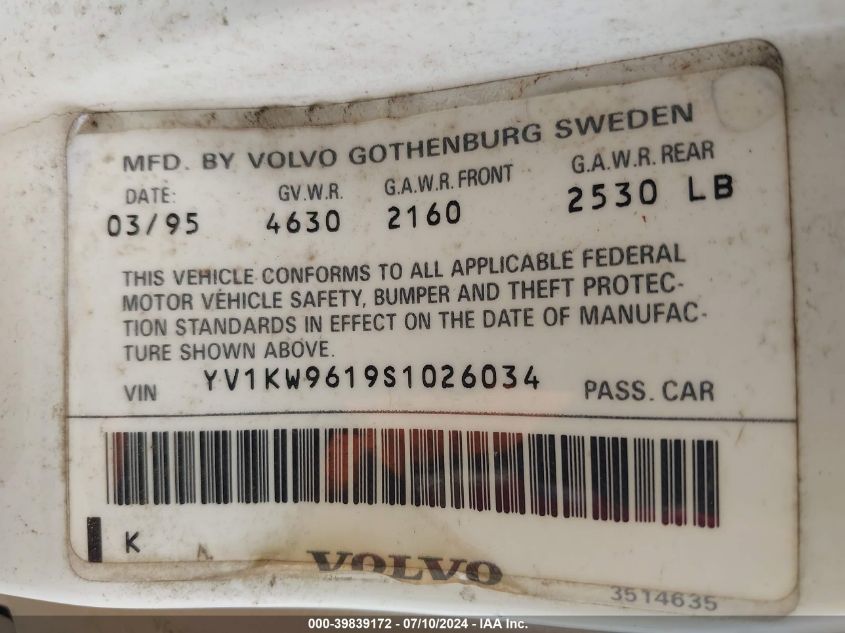 MFD. BY VOLVO GOTHENBURG SWEDEN
DATE: GV.W.R. G.A.W.R. FRONT G.A.W.R. REAR
03/95 4630 2160 2530 LB
THIS VEHICLE CONFORMS TO ALL APPLICABLE FEDERAL
MOTOR VEHICLE SAFETY, BUMPER AND THEFT PROTEC-
TION STANDARDS IN EFFECT ON THE DATE OF MANUFAC-
TURE SHOWN ABOVE.
VIN YV1KW9619S1026034 PASS. CAR
K
VOLVO
3514635
000-39839172 - 07/10/2024 - IAA Inc.